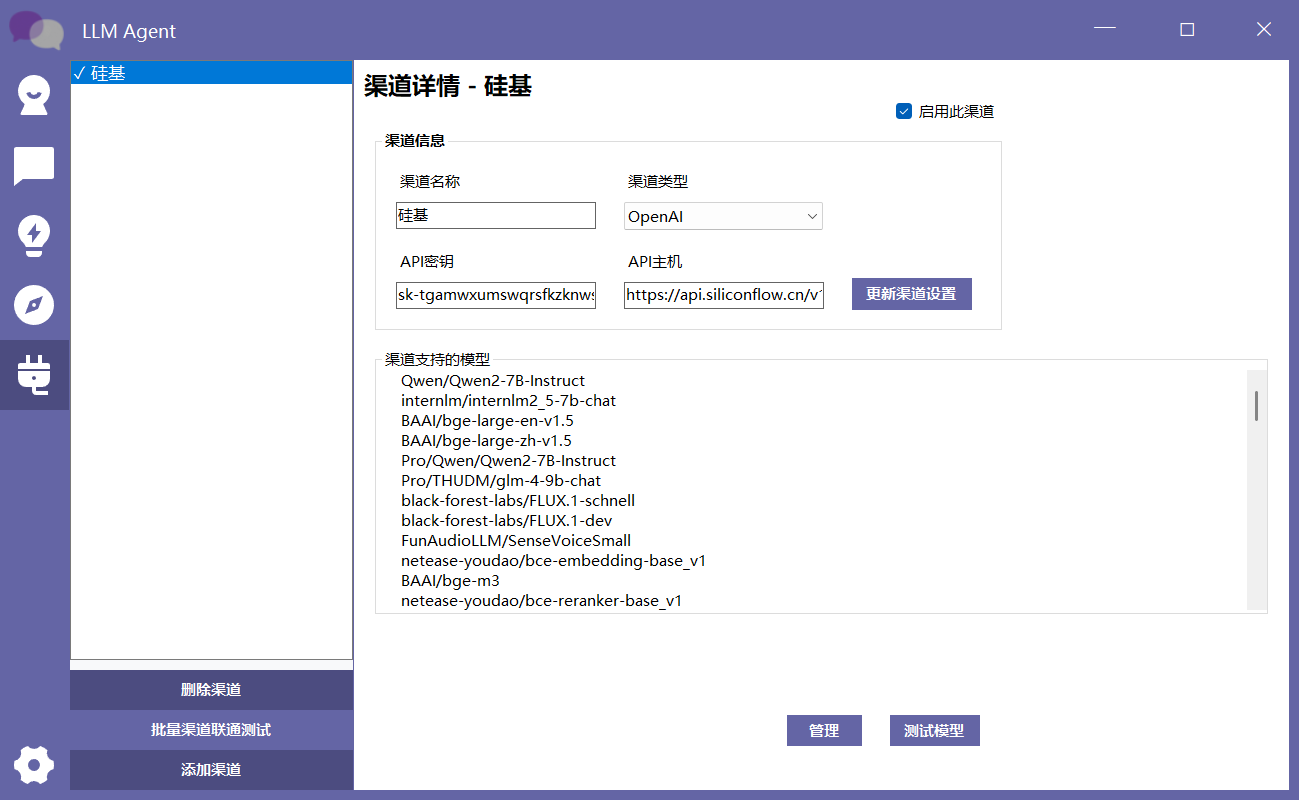 LLM Agent
✓ 硅基
渠道详情 - 硅基
启用此渠道
渠道信息
渠道名称
渠道类型
硅基
OpenAI
API密钥
API主机
sk-tgamwxumswqrsfkzknws
https://api.siliconflow.cn/v1
更新渠道设置
渠道支持的模型
Qwen/Qwen2-7B-Instruct
internlm/internlm2_5-7b-chat
BAAI/bge-large-en-v1.5
BAAI/bge-large-zh-v1.5
Pro/Qwen/Qwen2-7B-Instruct
Pro/THUDM/glm-4-9b-chat
black-forest-labs/FLUX.1-schnell
black-forest-labs/FLUX.1-dev
FunAudioLLM/SenseVoiceSmall
netease-youdao/bce-embedding-base_v1
BAAI/bge-m3
netease-youdao/bce-reranker-base_v1
删除渠道
批量渠道联通测试
添加渠道
管理
测试模型